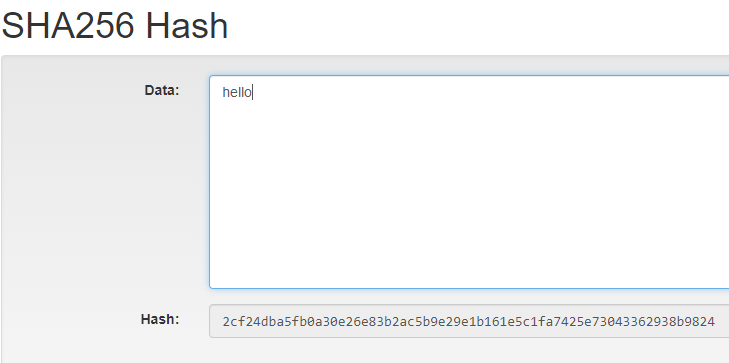 SHA256 Hash
Data:
hello
Hash:
2cf24dba5fb0a30e26e83b2ac5b9e29e1b161e5c1fa7425e73043362938b9824